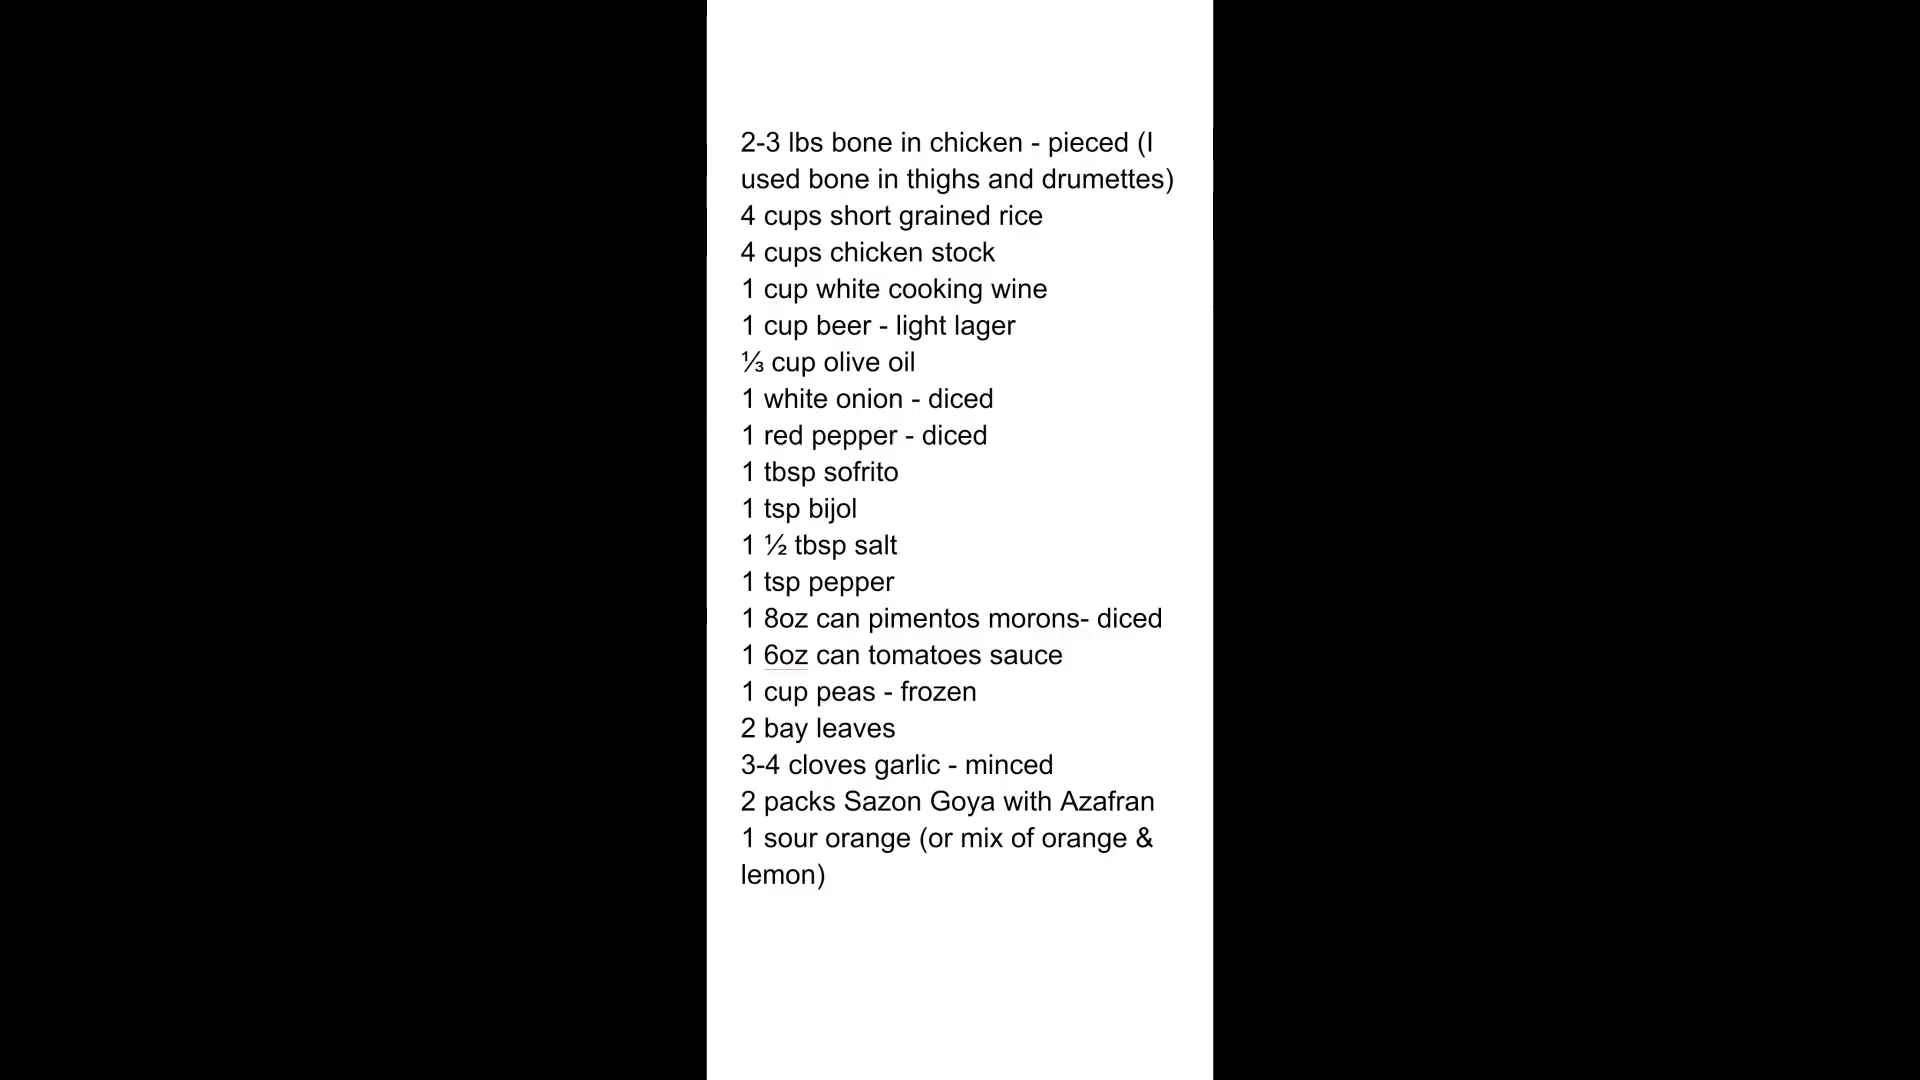 2-3 lbs bone in chicken - pieced (I
used bone in thighs and drumettes)
4 cups short grained rice
4 cups chicken stock
1 cup white cooking wine
1 cup beer - light lager
⅓ cup olive oil
1 white onion - diced
1 red pepper - diced
1 tbsp sofrito
1 tsp bijol
1 ½ tbsp salt
1 tsp pepper
1 8oz can pimentos morons- diced
1 6oz can tomatoes sauce
1 cup peas - frozen
2 bay leaves
3-4 cloves garlic - minced
2 packs Sazon Goya with Azafran
1 sour orange (or mix of orange &
lemon)